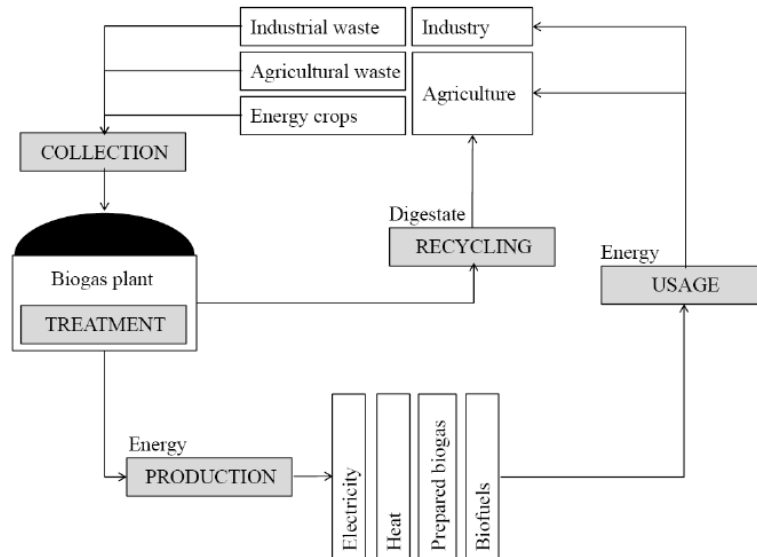 Industrial waste
Industry
Agricultural waste
Agriculture
Energy crops
COLLECTION
Digestate
RECYCLING
Energy
USAGE
Biogas plant
TREATMENT
Energy
PRODUCTION
Electricity
Heat
Prepared biogas
Biofuels